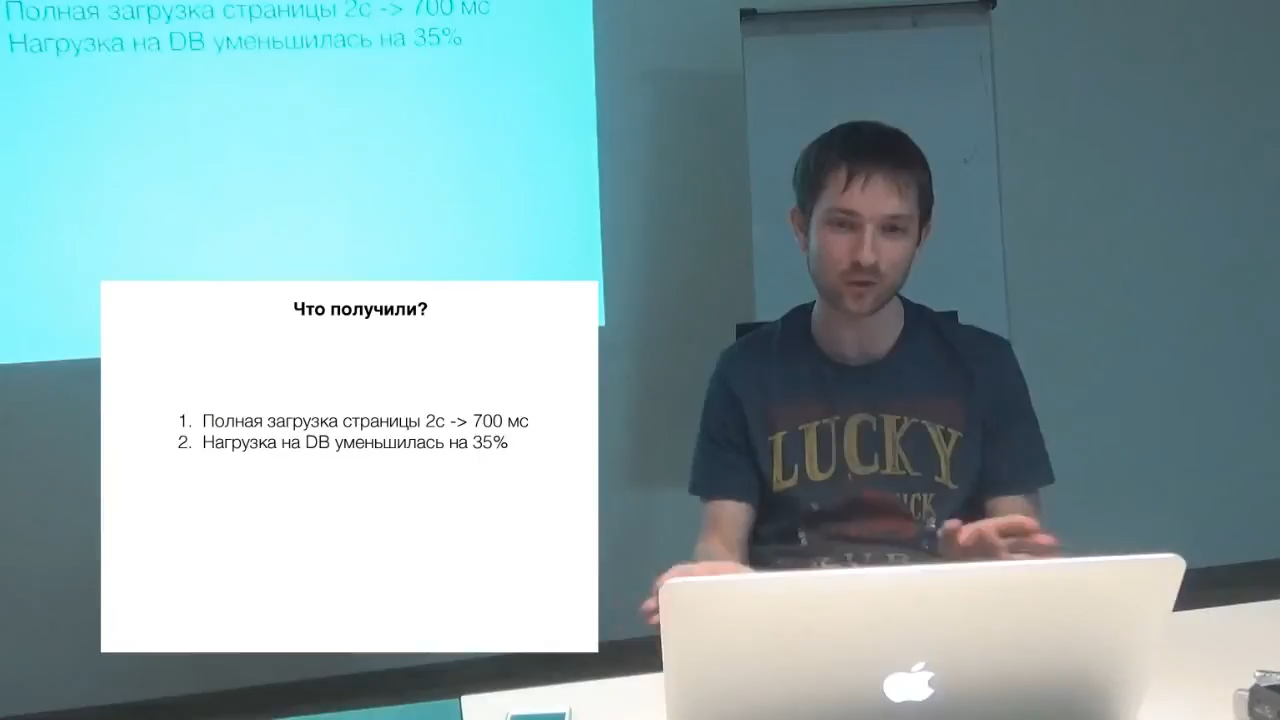 Полная загрузка страницы 2с -> 700 мс
Нагрузка на DB уменьшилась на 35%
Что получили?
1. Полная загрузка страницы 2с -> 700 мс
2. Нагрузка на DB уменьшилась на 35%
LUCKY